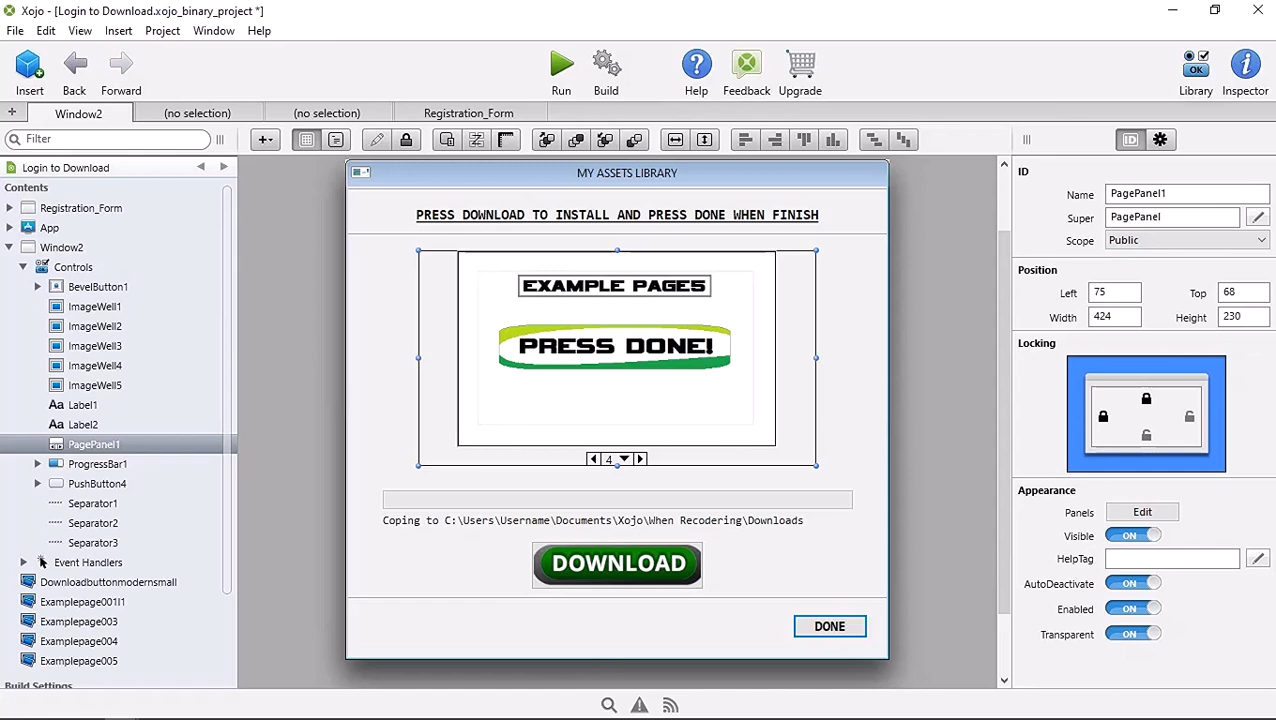 Xojo - [Login to Download.xojo_binary_project *]
File Edit View Insert Project Window Help
Insert Back Forward Run Build Help Feedback Upgrade OK Library Inspector
Window2 (no selection) (no selection) Registration_Form
Filter
ID
Login to Download
Contents
Registration_Form
App
Window2
Controls
BevelButton1
ImageWell1
ImageWell2
ImageWell3
ImageWell4
ImageWell5
Label1
Label2
PagePanel1
ProgressBar1
PushButton4
Separator1
Separator2
Separator3
Event Handlers
Downloadbuttonmodernsmall
Examplepage001l1
Examplepage003
Examplepage004
Examplepage005
Build Settings
MY ASSETS LIBRARY
PRESS DOWNLOAD TO INSTALL AND PRESS DONE WHEN FINISH
EXAMPLE PAGES
PRESS DONE!
4
Coping to C:\Users\Username\Documents\Xojo\When Recodering\Downloads
DOWNLOAD
DONE
ID
Name PagePanel1
Super PagePanel
Scope Public
Position
Left 75 Top 68
Width 424 Height 230
Locking
Appearance
Panels Edit
Visible ON
HelpTag
AutoDeactivate ON
Enabled ON
Transparent ON